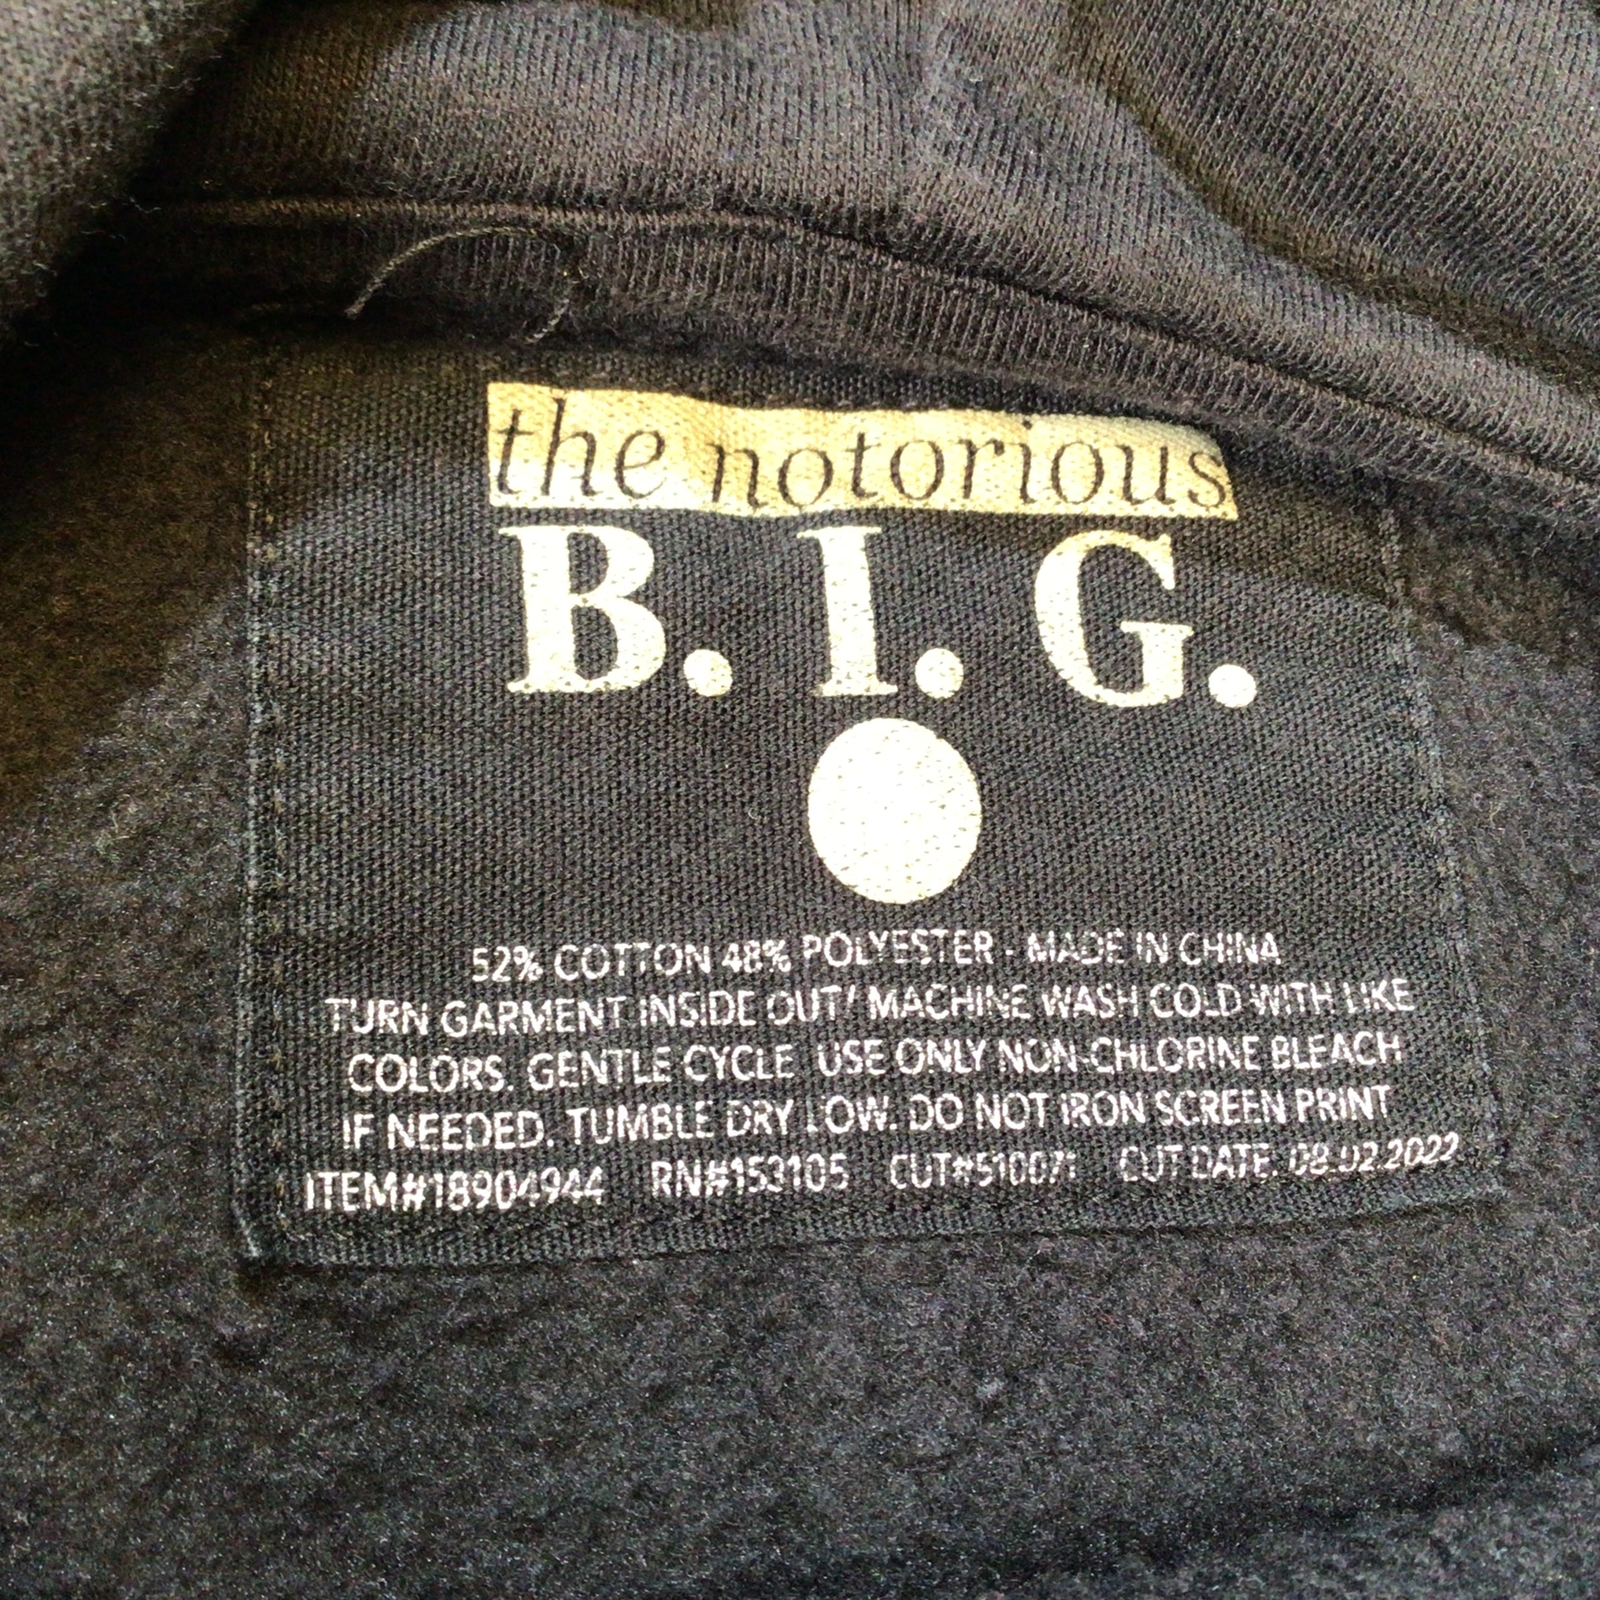 the notorious
B. I. G.
52% COTTON 48% POLYESTER - MADE IN CHINA
TURN GARMENT INSIDE OUT/ MACHINE WASH COLD WITH LIKE
COLORS. GENTLE CYCLE USE ONLY NON-CHLORINE BLEACH
IF NEEDED. TUMBLE DRY LOW. DO NOT IRON SCREEN PRINT
ITEM#18904944 RN#153105 CUT#510071 CUT DATE. 08.02.2022